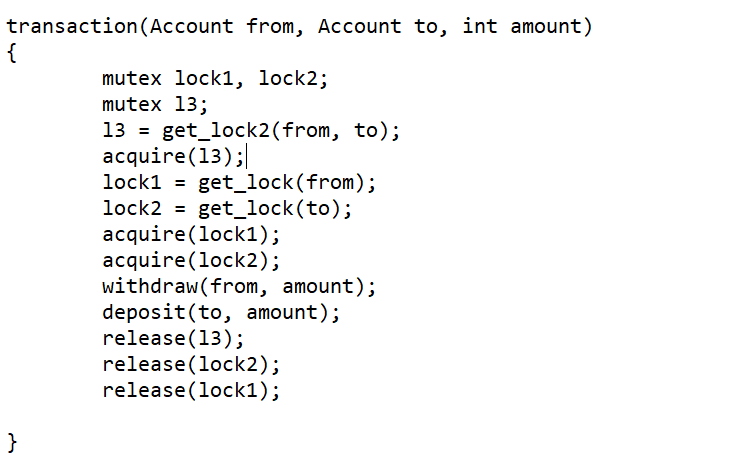 transaction(Account from, Account to, int amount)
{
mutex lock1, lock2;
mutex l3;
l3 = get_lock2(from, to);
acquire(l3);
lock1 = get_lock(from);
lock2 = get_lock(to);
acquire(lock1);
acquire(lock2);
withdraw(from, amount);
deposit(to, amount);
release(l3);
release(lock2);
release(lock1);
}